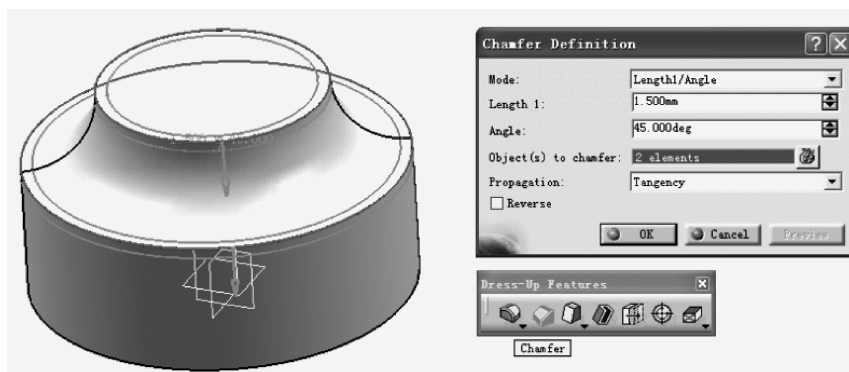 Chamfer Definition
Mode: Length1/Angle
Length 1: 1.500mm
Angle: 45.000deg
Object(s) to chamfer: 2 elements
Propagation: Tangency
Reverse
OK Cancel Preview
Dress-Up Features
Chamfer